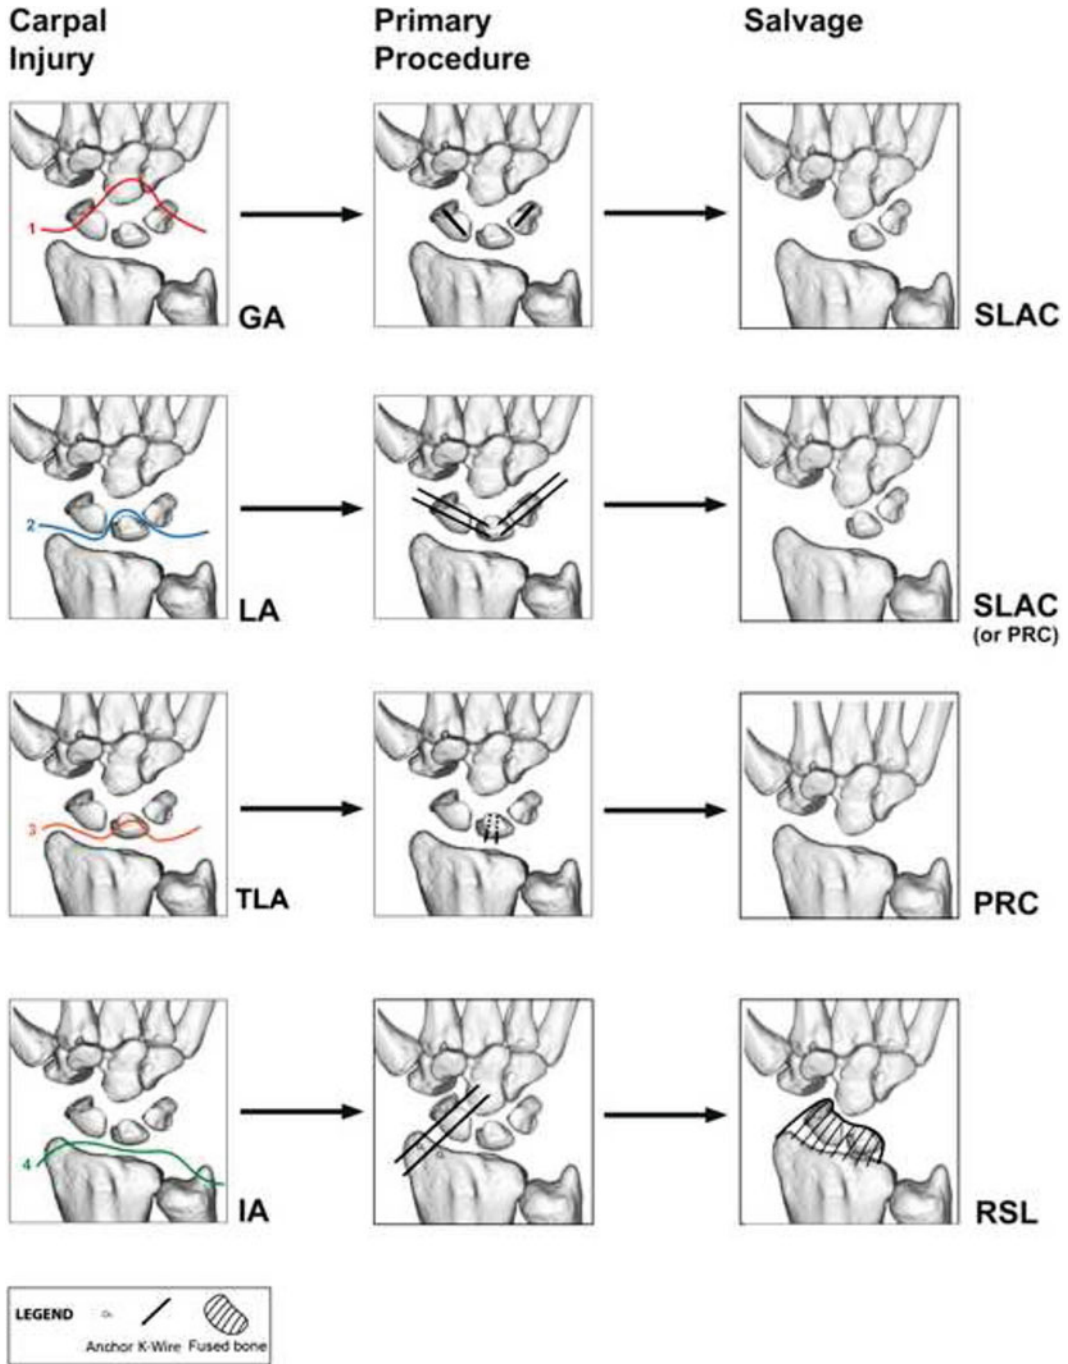 Carpal
Injury
Primary
Procedure
Salvage
1
GA
SLAC
2
LA
SLAC
(or PRC)
3
TLA
PRC
4
IA
RSL
LEGEND
Anchor K-Wire Fused bone